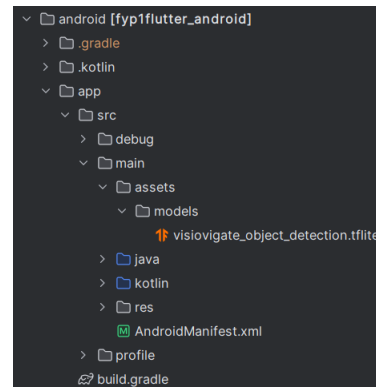 android [fyp1flutter_android]
.gradle
.kotlin
app
src
debug
main
assets
models
visiovigate_object_detection.tflite
java
kotlin
res
AndroidManifest.xml
profile
build.gradle